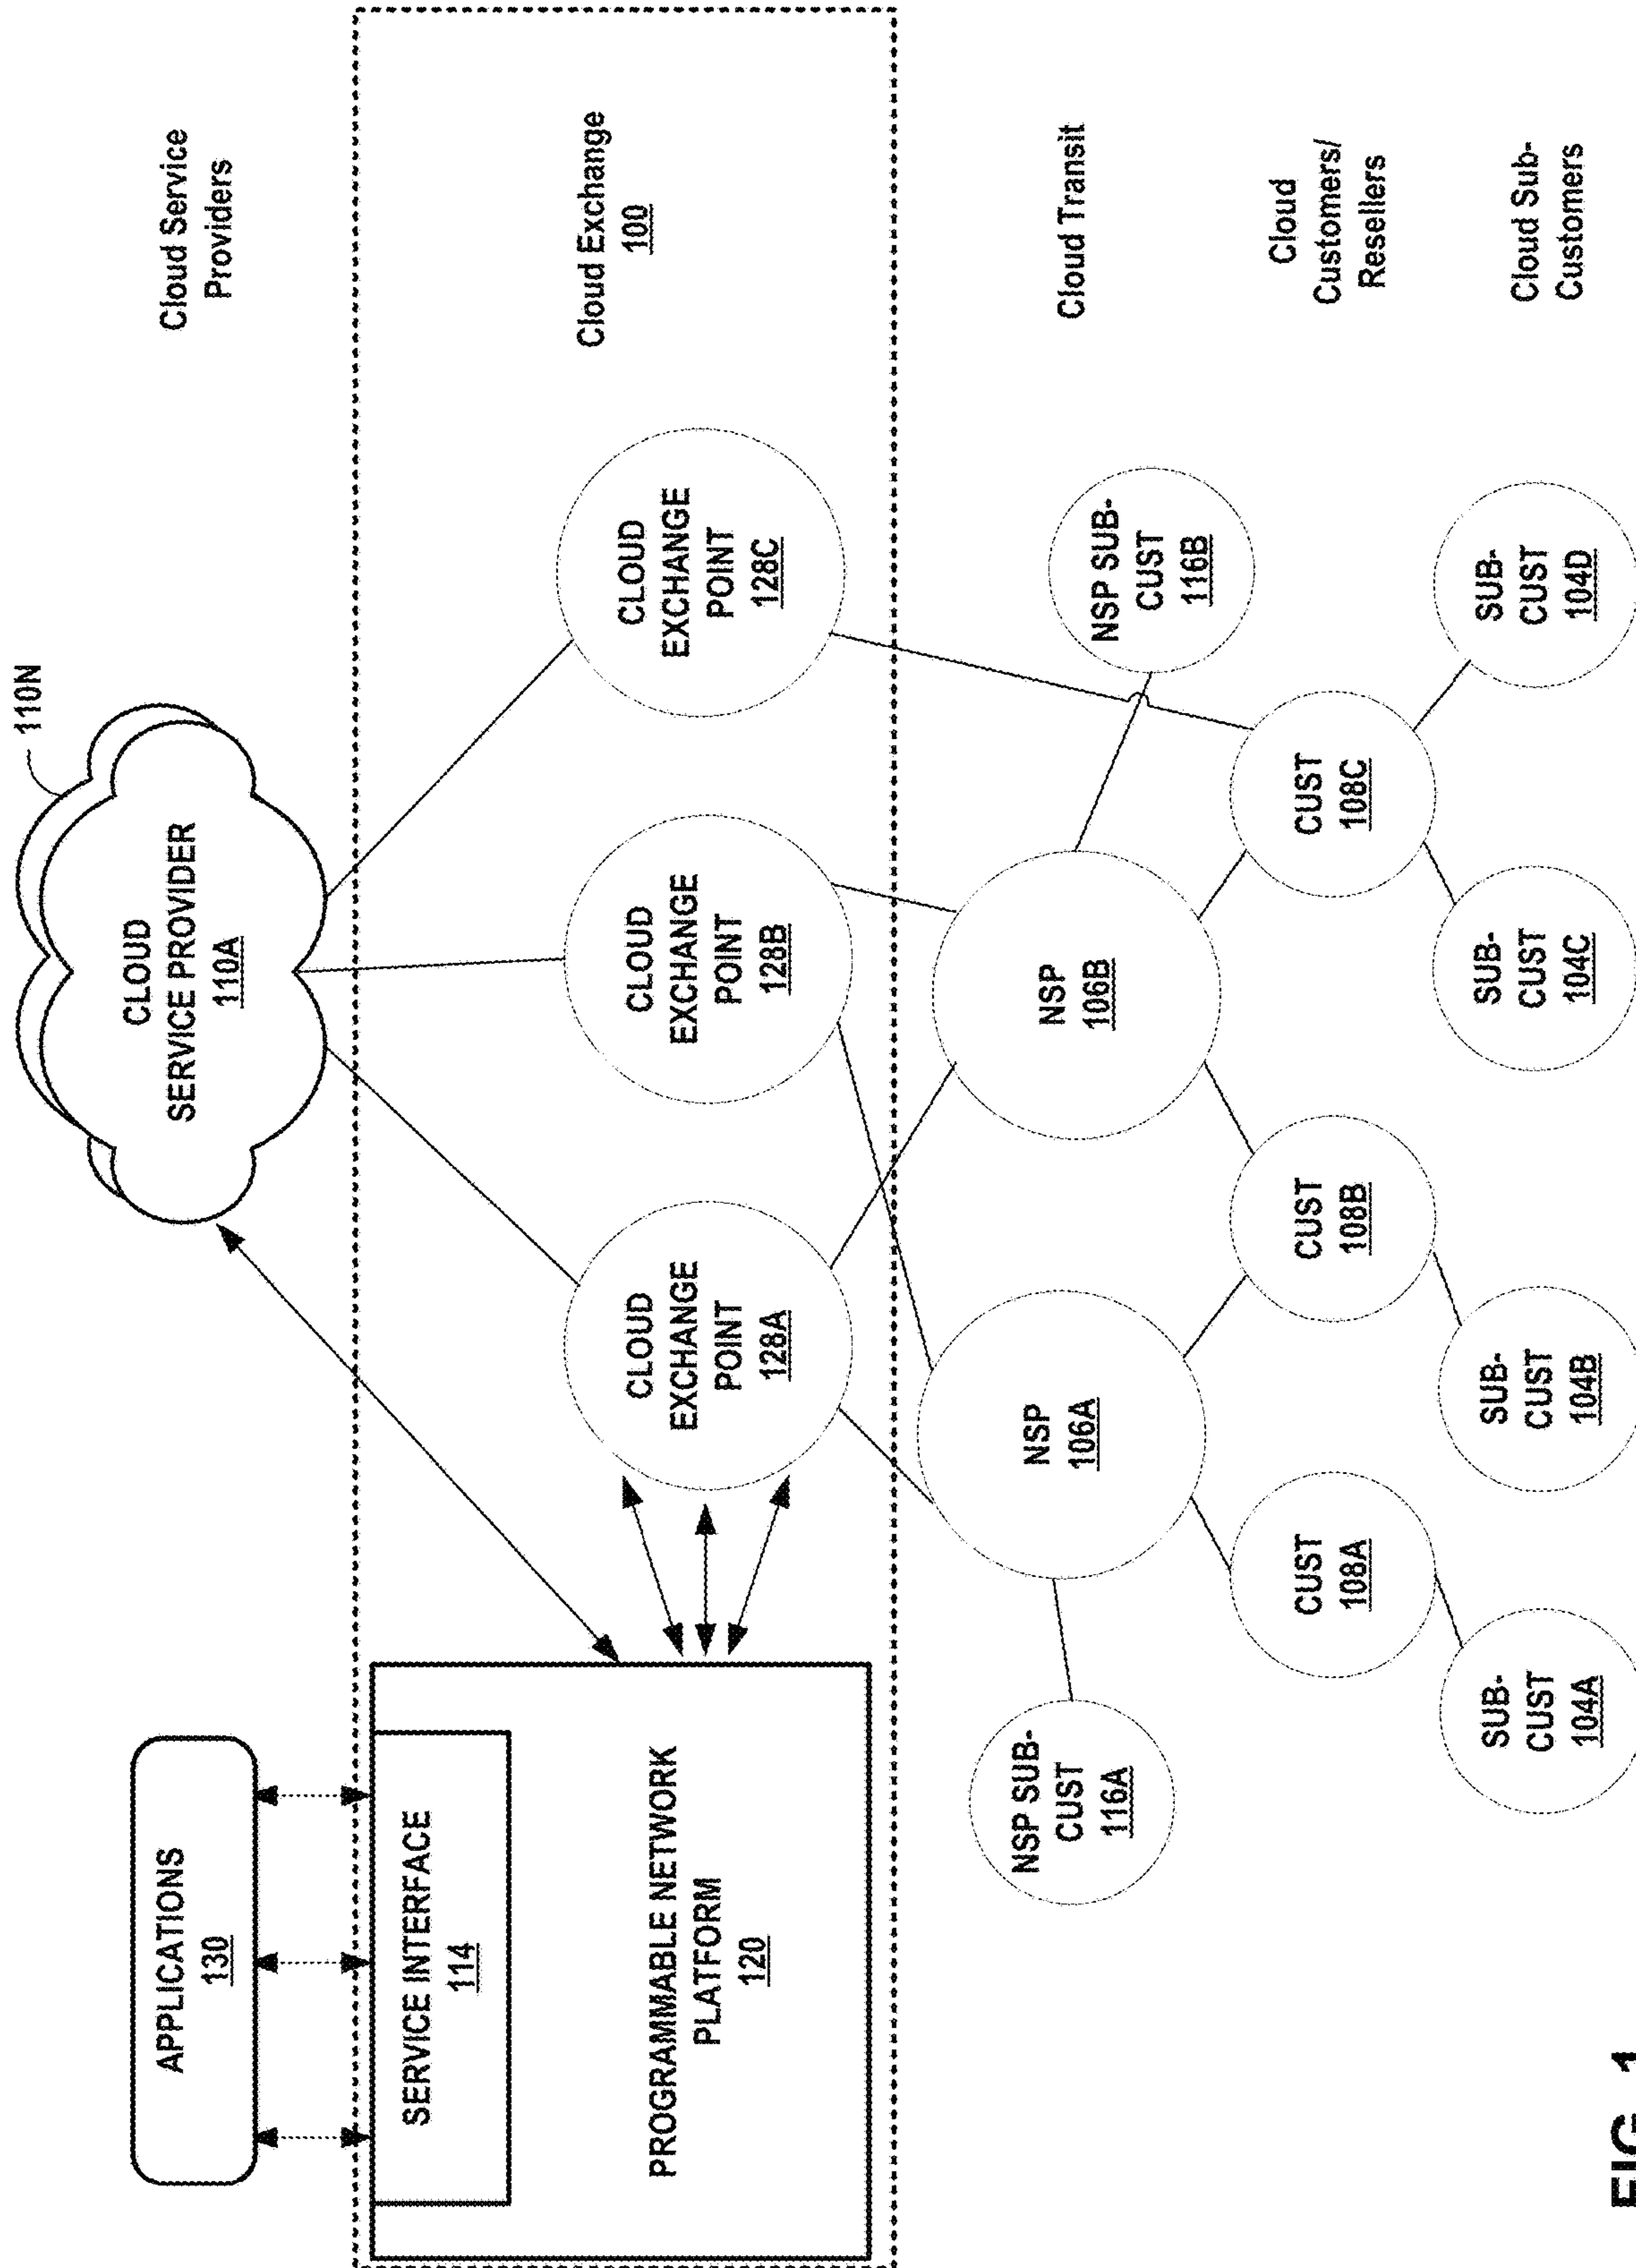 110N
Cloud Service
Providers
CLOUD
SERVICE PROVIDER
110A
APPLICATIONS
130
Cloud Exchange
100
SERVICE INTERFACE
114
PROGRAMMABLE NETWORK
PLATFORM
120
CLOUD
EXCHANGE
POINT
128A
CLOUD
EXCHANGE
POINT
128B
CLOUD
EXCHANGE
POINT
128C
Cloud Transit
NSP SUB-
CUST
116A
NSP
106A
NSP
106B
NSP SUB-
CUST
116B
Cloud
Customers/
Resellers
CUST
108A
CUST
108B
CUST
108C
Cloud Sub-
Customers
SUB-
CUST
104A
SUB-
CUST
104B
SUB-
CUST
104C
SUB-
CUST
104D
FIG. 1